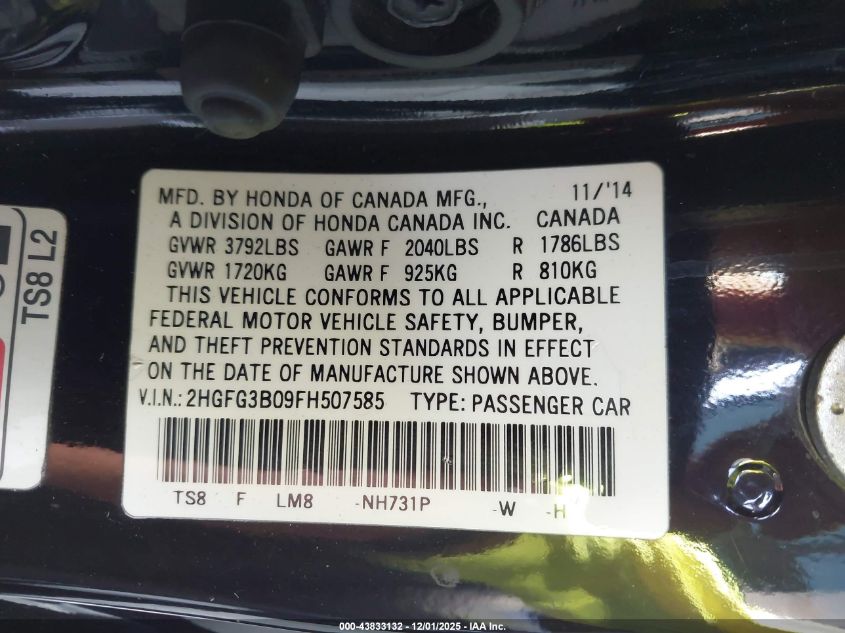 MFD. BY HONDA OF CANADA MFG., 11/'14
A DIVISION OF HONDA CANADA INC. CANADA
GVWR 3792LBS GAWR F 2040LBS R 1786LBS
GVWR 1720KG GAWR F 925KG R 810KG
THIS VEHICLE CONFORMS TO ALL APPLICABLE
FEDERAL MOTOR VEHICLE SAFETY, BUMPER,
AND THEFT PREVENTION STANDARDS IN EFFECT
ON THE DATE OF MANUFACTURE SHOWN ABOVE.
V.I.N.: 2HGFG3B09FH507585 TYPE: PASSENGER CAR
TS8 F LM8 -NH731P -W -H
TS8 L2
000-43833132 - 12/01/2025 - IAA Inc.